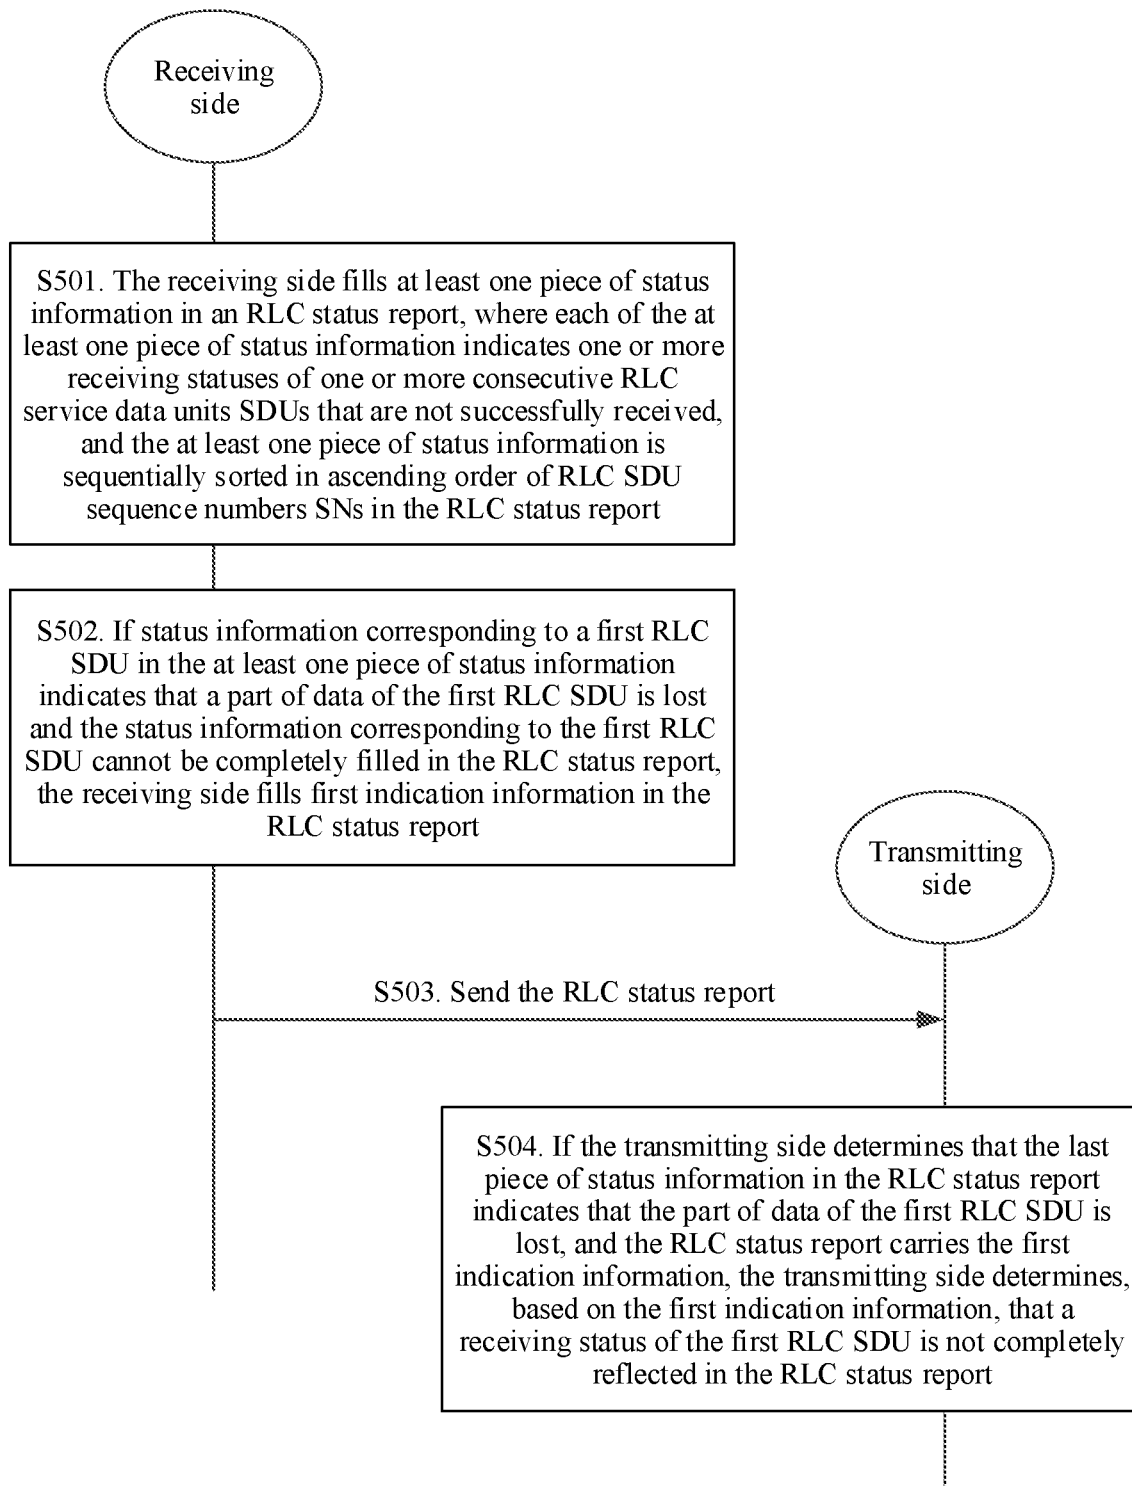 Receiving
side
S501. The receiving side fills at least one piece of status
information in an RLC status report, where each of the at
least one piece of status information indicates one or more
receiving statuses of one or more consecutive RLC
service data units SDUs that are not successfully received,
and the at least one piece of status information is
sequentially sorted in ascending order of RLC SDU
sequence numbers SNs in the RLC status report
S502. If status information corresponding to a first RLC
SDU in the at least one piece of status information
indicates that a part of data of the first RLC SDU is lost
and the status information corresponding to the first RLC
SDU cannot be completely filled in the RLC status report,
the receiving side fills first indication information in the
RLC status report
Transmitting
side
S503. Send the RLC status report
S504. If the transmitting side determines that the last
piece of status information in the RLC status report
indicates that the part of data of the first RLC SDU is
lost, and the RLC status report carries the first
indication information, the transmitting side determines,
based on the first indication information, that a
receiving status of the first RLC SDU is not completely
reflected in the RLC status report